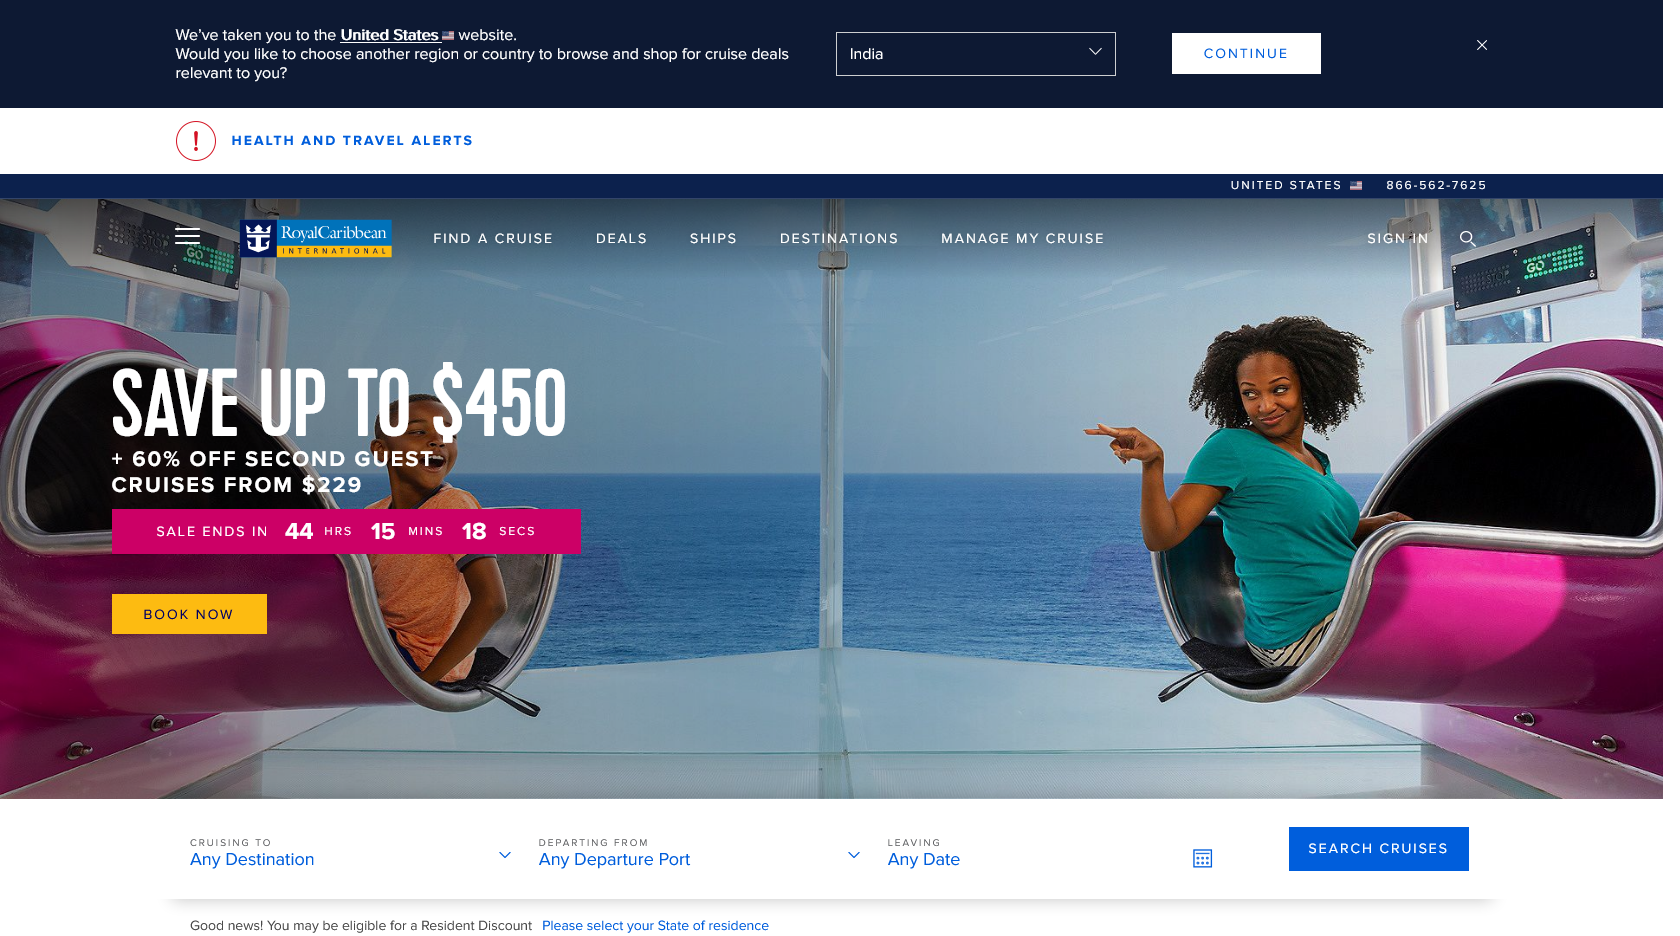 We've taken you to the United States website.
Would you like to choose another region or country to browse and shop for cruise deals
relevant to you?
India
CONTINUE
HEALTH AND TRAVEL ALERTS
UNITED STATES
866-562-7625
RoyalCaribbean
INTERNATIONAL
FIND A CRUISE
DEALS
SHIPS
DESTINATIONS
MANAGE MY CRUISE
SIGN IN
STOP
GO
STOP
GO
SAVE UP TO $450
+ 60% OFF SECOND GUEST
CRUISES FROM $229
SALE ENDS IN 44 HRS 15 MINS 18 SECS
BOOK NOW
CRUISING TO
Any Destination
DEPARTING FROM
Any Departure Port
LEAVING
Any Date
SEARCH CRUISES
Good news! You may be eligible for a Resident Discount Please select your State of residence